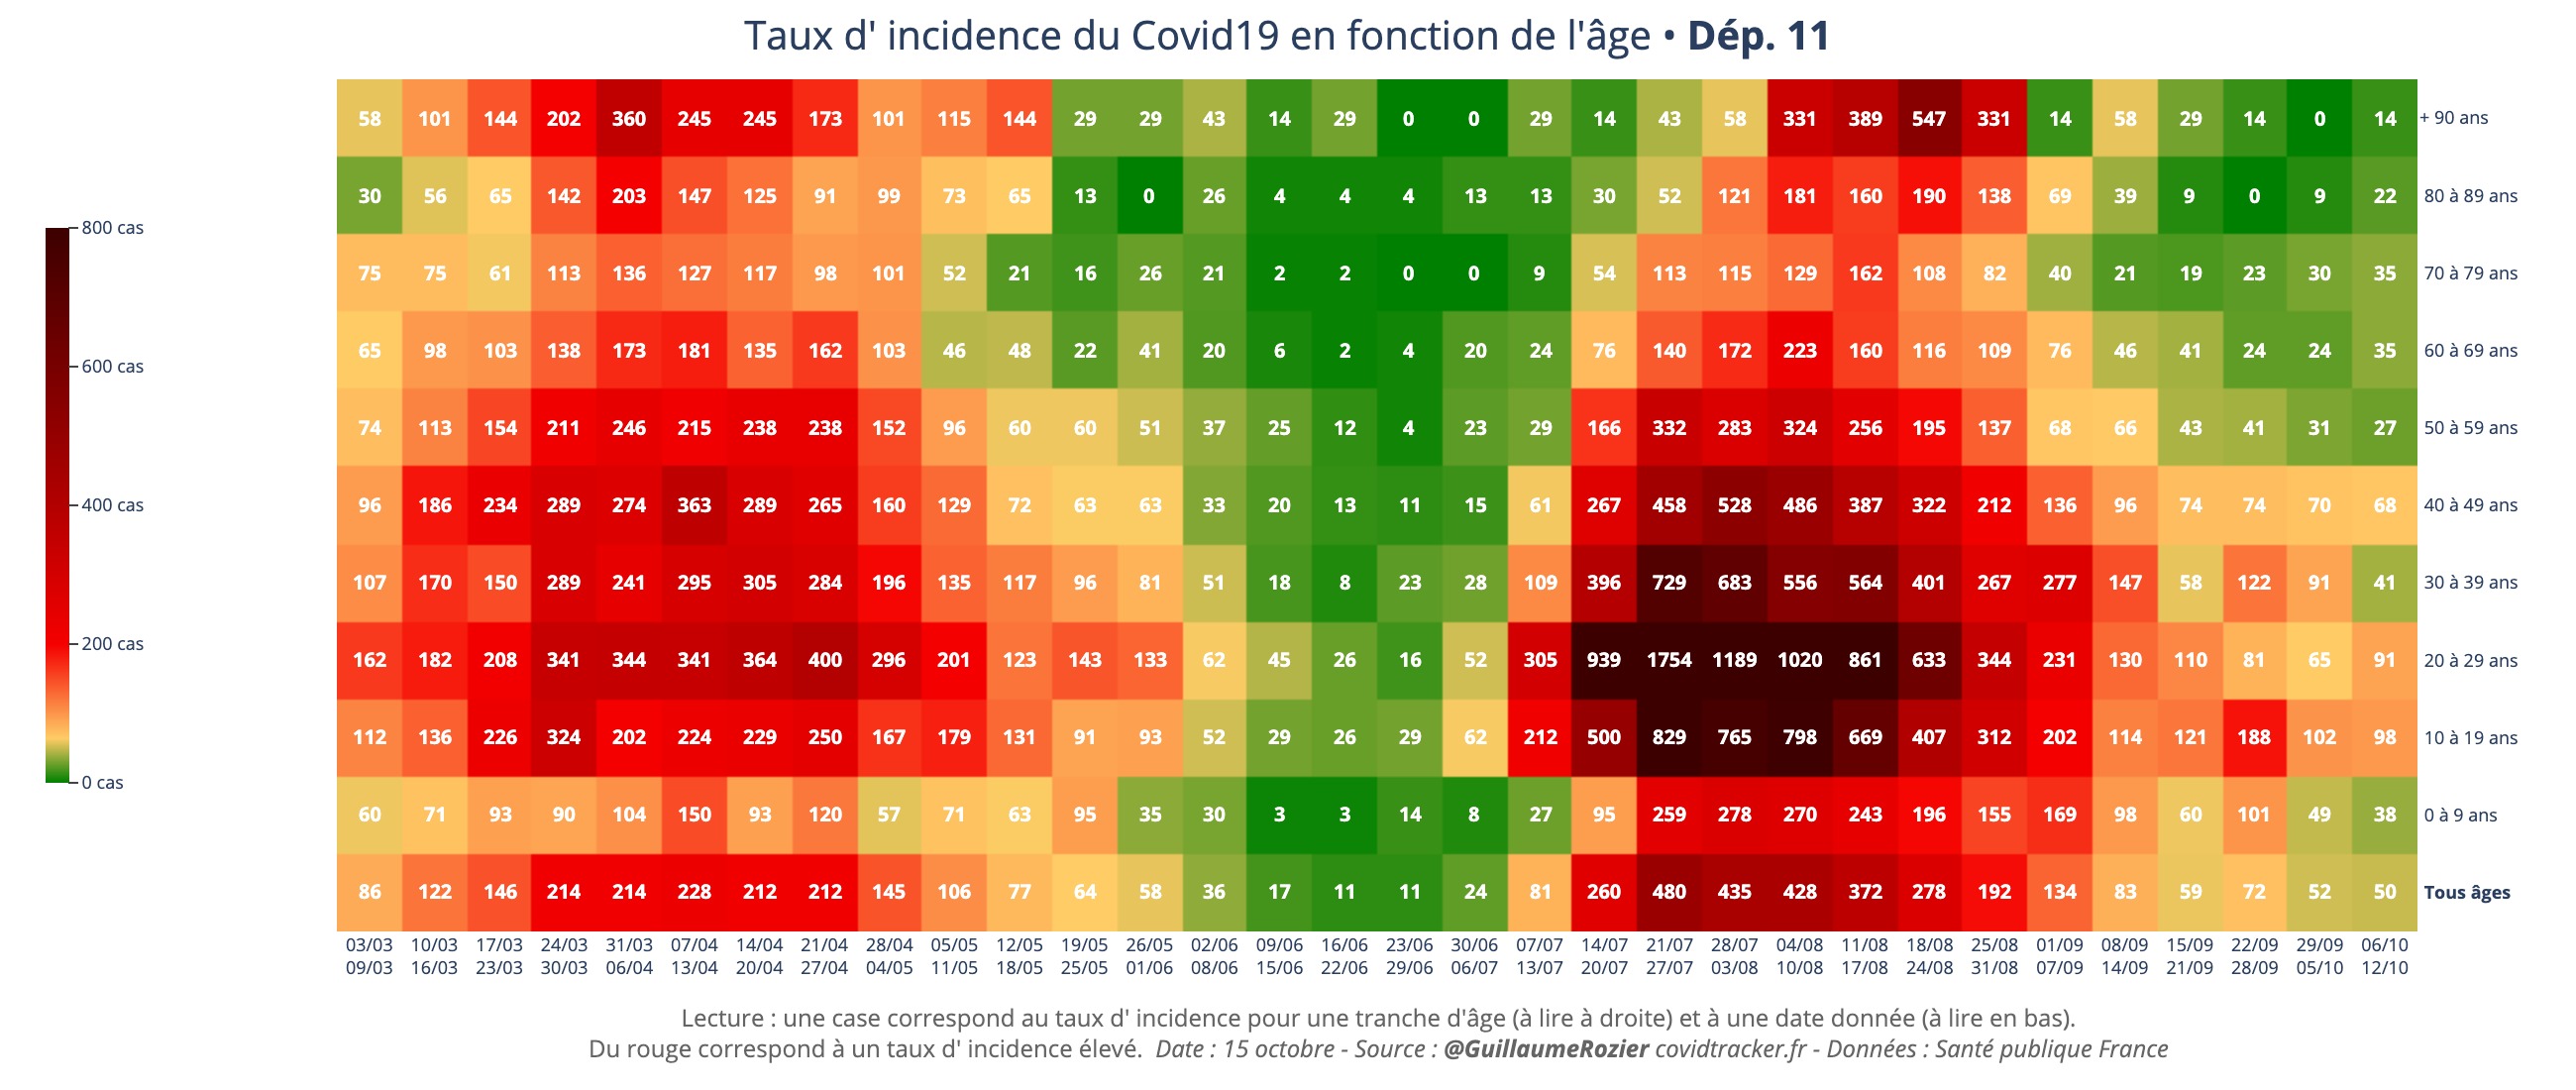 Taux d' incidence du Covid19 en fonction de l'âge • Dép. 11
58 101 144 202 360 245 245 173 101 115 144 29 29 43 14 29 0 0 29 14 43 58 331 389 547 331 14 58 29 14 0 14 + 90 ans
30 56 65 142 203 147 125 91 99 73 65 13 0 26 4 4 4 13 13 30 52 121 181 160 190 138 69 39 9 0 9 22 80 à 89 ans
800 cas
75 75 61 113 136 127 117 98 101 52 21 16 26 21 2 2 0 0 9 54 113 115 129 162 108 82 40 21 19 23 30 35 70 à 79 ans
65 98 103 138 173 181 135 162 103 46 48 22 41 20 6 2 4 20 24 76 140 172 223 160 116 109 76 46 41 24 24 35 60 à 69 ans
600 cas
74 113 154 211 246 215 238 238 152 96 60 60 51 37 25 12 4 23 29 166 332 283 324 256 195 137 68 66 43 41 31 27 50 à 59 ans
400 cas
96 186 234 289 274 363 289 265 160 129 72 63 63 33 20 13 11 15 61 267 458 528 486 387 322 212 136 96 74 74 70 68 40 à 49 ans
107 170 150 289 241 295 305 284 196 135 117 96 81 51 18 8 23 28 109 396 729 683 556 564 401 267 277 147 58 122 91 41 30 à 39 ans
200 cas
162 182 208 341 344 341 364 400 296 201 123 143 133 62 45 26 16 52 305 939 1754 1189 1020 861 633 344 231 130 110 81 65 91 20 à 29 ans
112 136 226 324 202 224 229 250 167 179 131 91 93 52 29 26 29 62 212 500 829 765 798 669 407 312 202 114 121 188 102 98 10 à 19 ans
0 cas
60 71 93 90 104 150 93 120 57 71 63 95 35 30 3 3 14 8 27 95 259 278 270 243 196 155 169 98 60 101 49 38 0 à 9 ans
86 122 146 214 214 228 212 212 145 106 77 64 58 36 17 11 11 24 81 260 480 435 428 372 278 192 134 83 59 72 52 50 Tous âges
03/03 10/03 17/03 24/03 31/03 07/04 14/04 21/04 28/04 05/05 12/05 19/05 26/05 02/06 09/06 16/06 23/06 30/06 07/07 14/07 21/07 28/07 04/08 11/08 18/08 25/08 01/09 08/09 15/09 22/09 29/09 06/10
09/03 16/03 23/03 30/03 06/04 13/04 20/04 27/04 04/05 11/05 18/05 25/05 01/06 08/06 15/06 22/06 29/06 06/07 13/07 20/07 27/07 03/08 10/08 17/08 24/08 31/08 07/09 14/09 21/09 28/09 05/10 12/10
Lecture : une case correspond au taux d' incidence pour une tranche d'âge (à lire à droite) et à une date donnée (à lire en bas).
Du rouge correspond à un taux d' incidence élevé. Date : 15 octobre - Source : @GuillaumeRozier covidtracker.fr - Données : Santé publique France